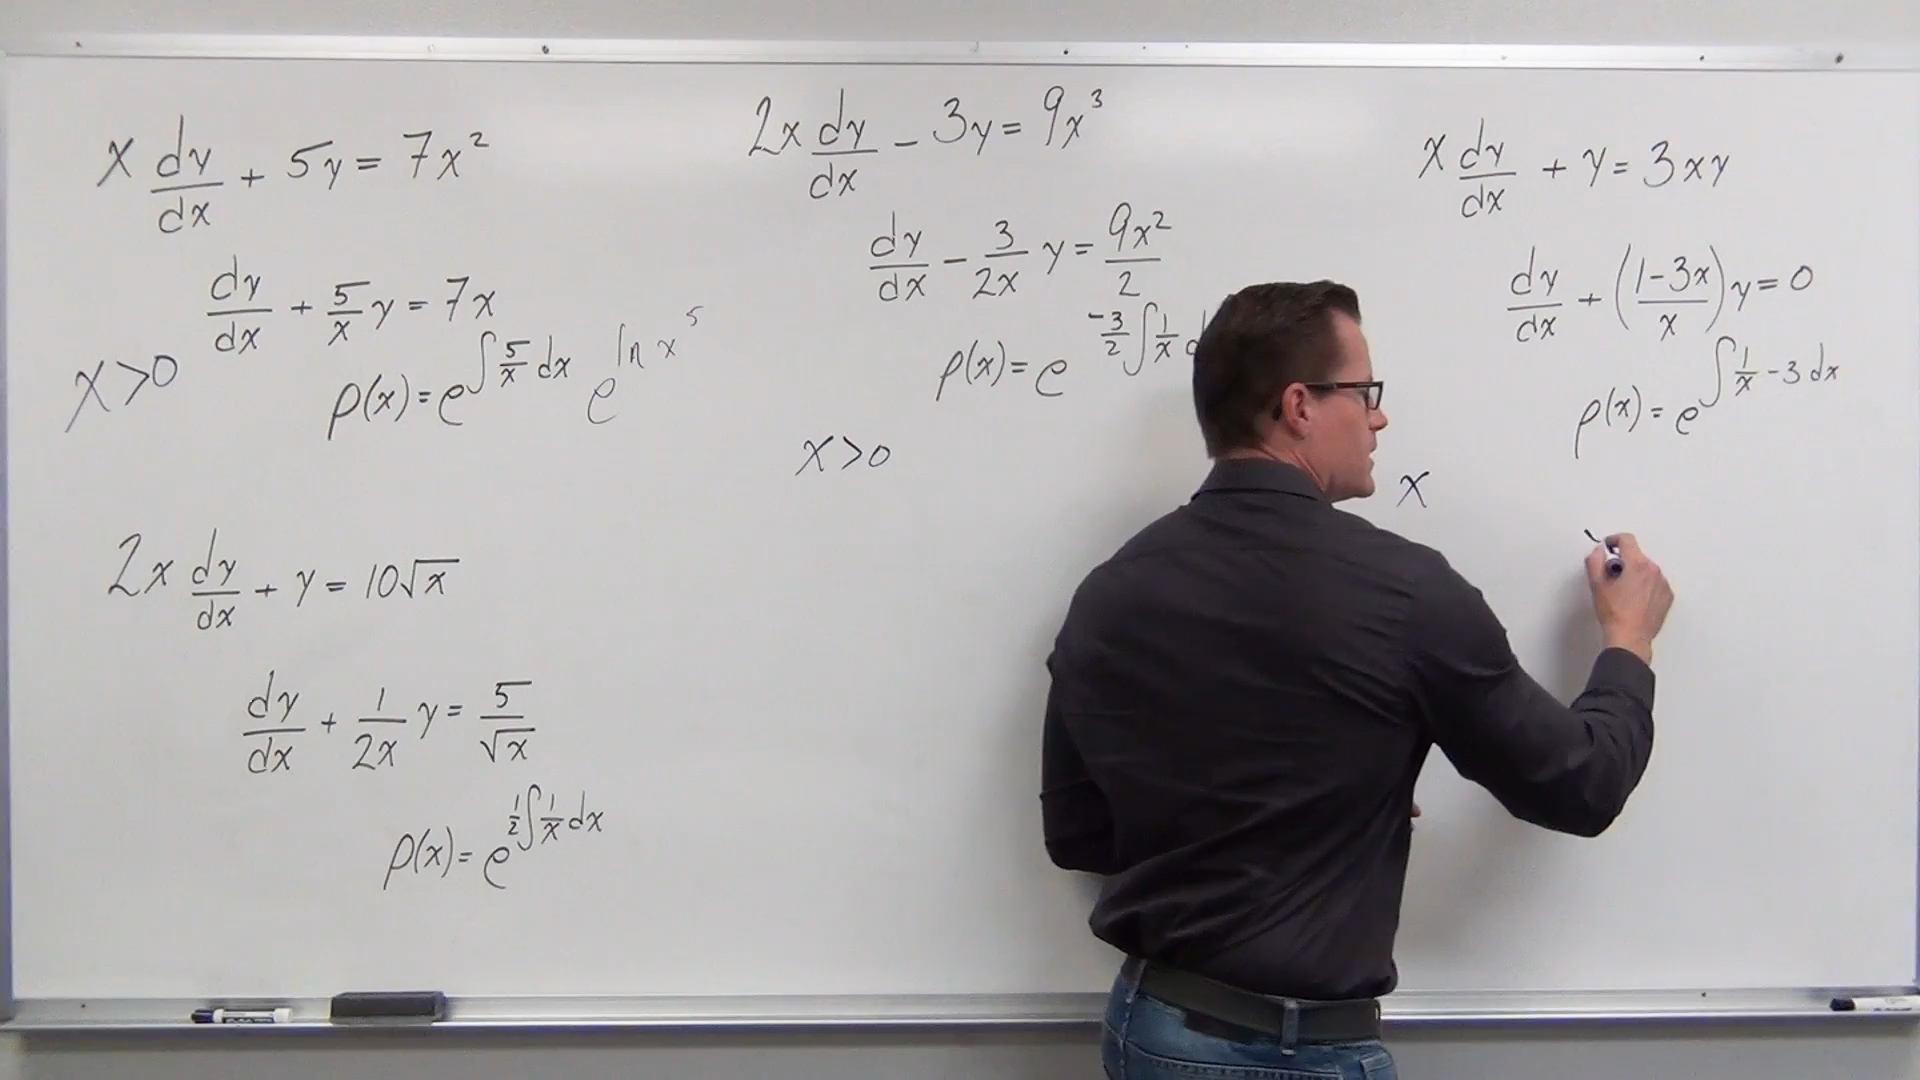 x dy/dx + 5y = 7x²
dy/dx + 5/x y = 7x
x > 0
ρ(x) = e^∫ 5/x dx e^ln x^5
2x dy/dx + y = 10√x
dy/dx + 1/2x y = 5/√x
ρ(x) = e^1/2 ∫ 1/x dx
2x dy/dx - 3y = 9x³
dy/dx - 3/2x y = 9x²/2
ρ(x) = e^-3/2 ∫ 1/x d
x > 0
x dy/dx + y = 3xy
dy/dx + (1-3x/x) y = 0
ρ(x) = e^∫ 1/x - 3 dx
x